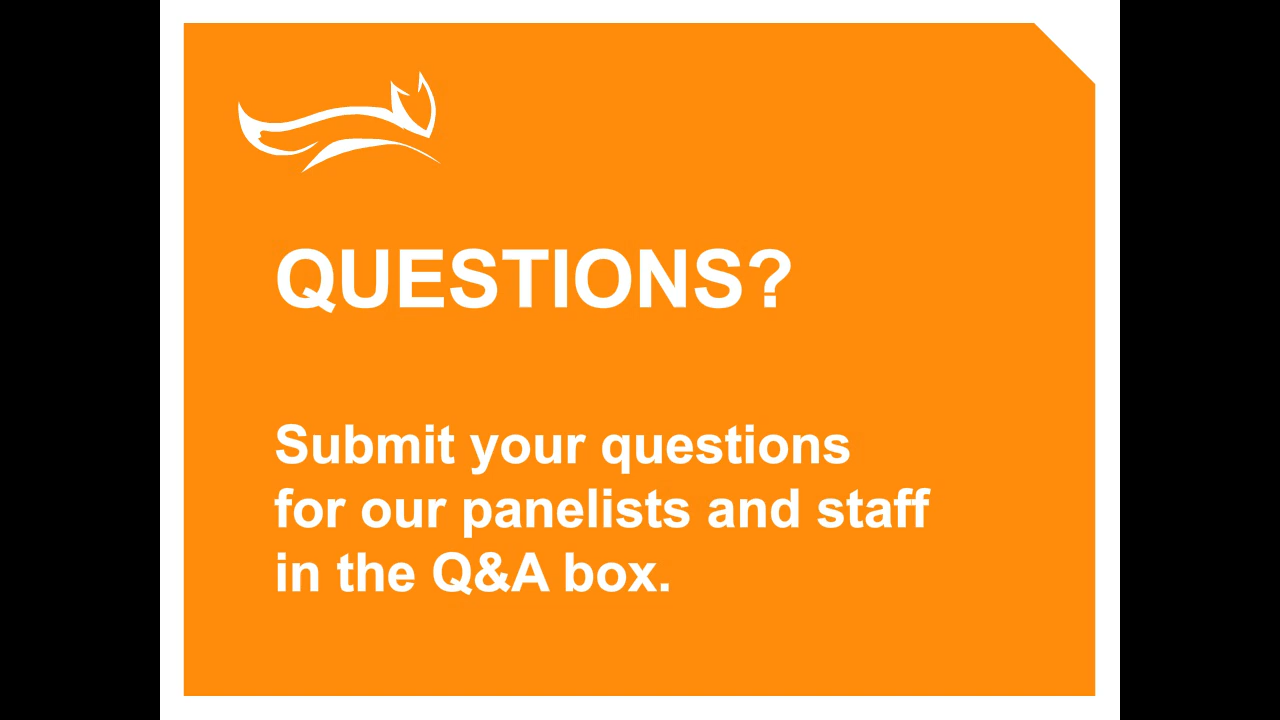 QUESTIONS?
Submit your questions
for our panelists and staff
in the Q&A box.